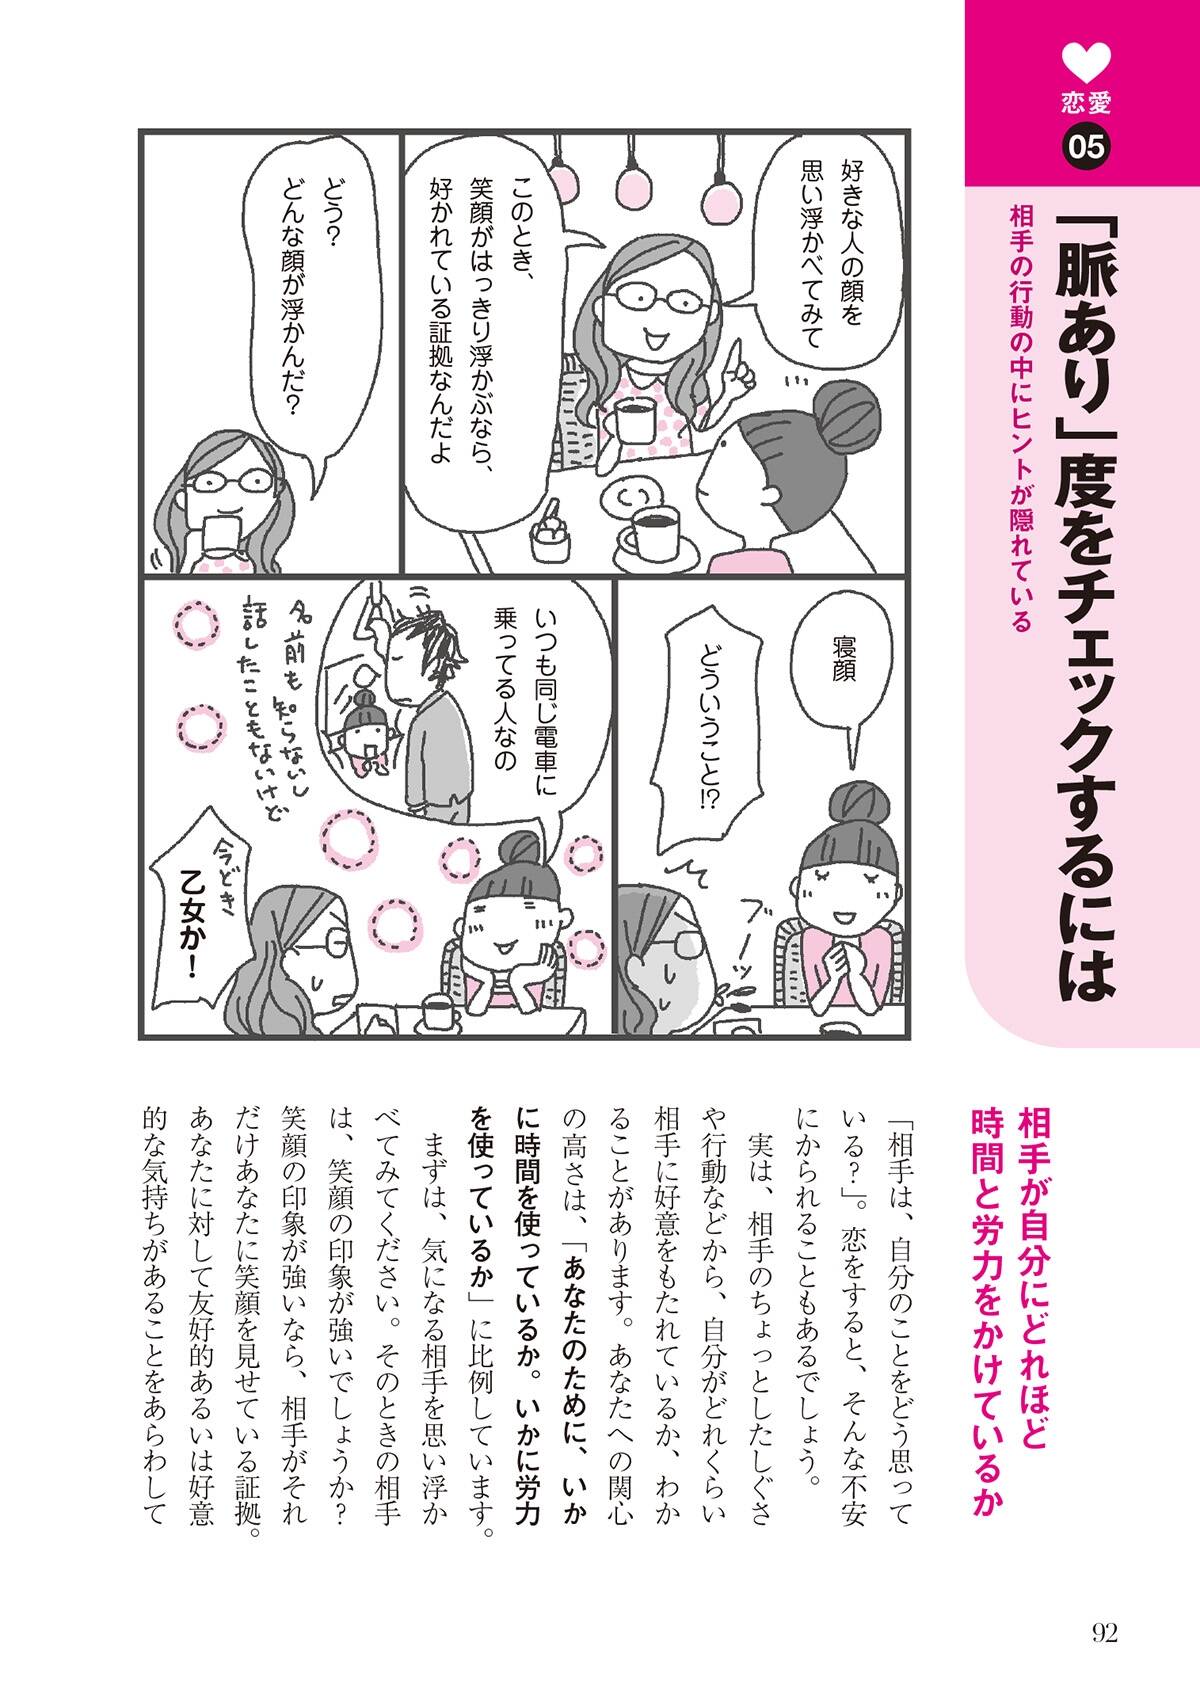 恋愛
05
「脈あり」度をチェックするには
相手の行動の中にヒントが隠れている
好きな人の顔を
思い浮かべてみて
このとき、
笑顔がはっきり浮かぶなら、
好かれている証拠なんだよ
どう?
どんな顔が浮かんだ?
寝顔
どういうこと!?
ブーッ
いつも同じ電車に
乗ってる人なの
名前も知らないし
話したこともないけど
今どき
乙女か!
相手が自分にどれほど
時間と労力をかけているか
「相手は、自分のことをどう思って
いる?」。恋をすると、そんな不安
にかられることもあるでしょう。
実は、相手のちょっとしたしぐさ
や行動などから、自分がどれくらい
相手に好意をもたれているか、わか
ることがあります。あなたへの関心
の高さは、「あなたのために、いか
に時間を使っているか。いかに労力
を使っているか」に比例しています。
まずは、気になる相手を思い浮か
べてみてください。そのときの相手
は、笑顔の印象が強いでしょうか?
笑顔の印象が強いなら、相手がそれ
だけあなたに笑顔を見せている証拠。
あなたに対して友好的あるいは好意
的な気持ちがあることをあらわして
92